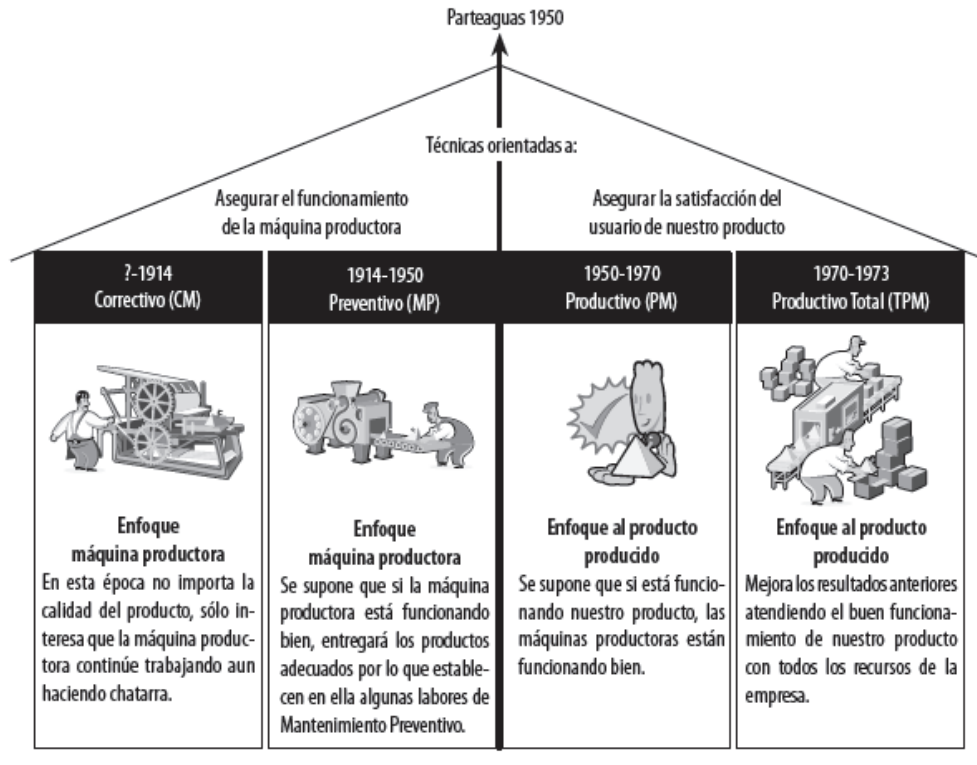 Parteaguas 1950
Técnicas orientadas a:
Asegurar el funcionamiento
de la máquina productora
Asegurar la satisfacción del
usuario de nuestro producto
?-1914
Correctivo (CM)
1914-1950
Preventivo (MP)
1950-1970
Productivo (PM)
1970-1973
Productivo Total (TPM)
Enfoque
máquina productora
En esta época no importa la
calidad del producto, sólo in-
teresa que la máquina produc-
tora continúe trabajando aun
haciendo chatarra.
Enfoque
máquina productora
Se supone que si la máquina
productora está funcionando
bien, entregará los productos
adecuados por lo que estable-
cen en ella algunas labores de
Mantenimiento Preventivo.
Enfoque al producto
producido
Se supone que si está funcio-
nando nuestro producto, las
máquinas productoras están
funcionando bien.
Enfoque al producto
producido
Mejora los resultados anteriores
atendiendo el buen funciona-
miento de nuestro producto
con todos los recursos de la
empresa.